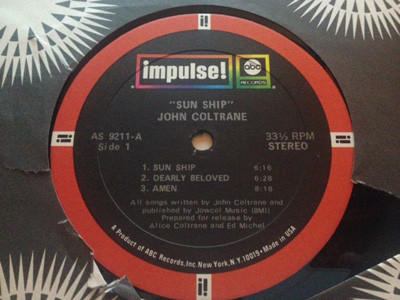 impulse!
abc
RECORDS
"SUN SHIP"
JOHN COLTRANE
AS 9211-A
Side 1
33⅓ RPM
STEREO
1. SUN SHIP 6:16
2. DEARLY BELOVED 6:28
3. AMEN 8:16
All songs written by John Coltrane and
published by Jowcol Music (BMI)
Prepared for release by
Alice Coltrane and Ed Michel
A Product of ABC Records, Inc. New York, N.Y. 10019 • Made in USA
i!
i!
i!